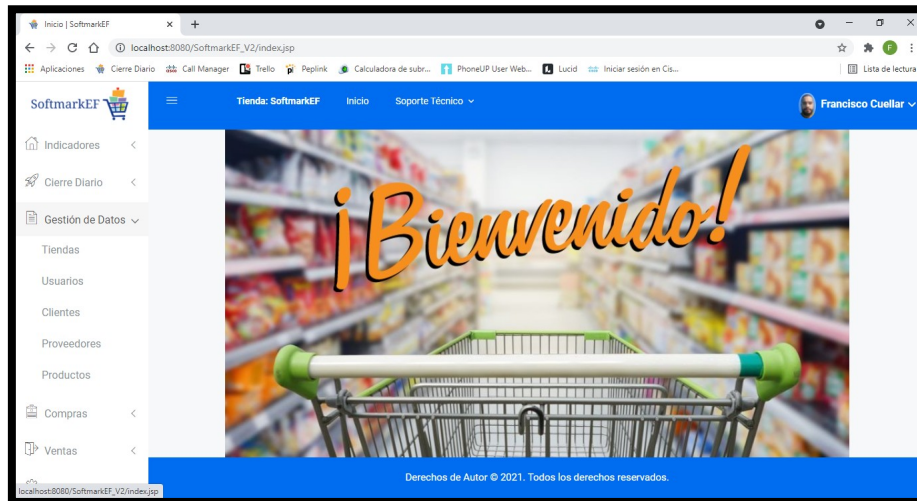 Inicio | SoftmarkEF
localhost:8080/SoftmarkEF_V2/index.jsp
Aplicaciones Cierre Diario Call Manager Trello Peplink Calculadora de subr... PhoneUP User Web... Lucid Iniciar sesión en Cis... Lista de lectura
SoftmarkEF
Tienda: SoftmarkEF Inicio Soporte Técnico Francisco Cuellar
Indicadores
Cierre Diario
Gestión de Datos
Tiendas
Usuarios
Clientes
Proveedores
Productos
Compras
Ventas
¡Bienvenido!
Derechos de Autor © 2021. Todos los derechos reservados.
localhost:8080/SoftmarkEF_V2/index.jsp